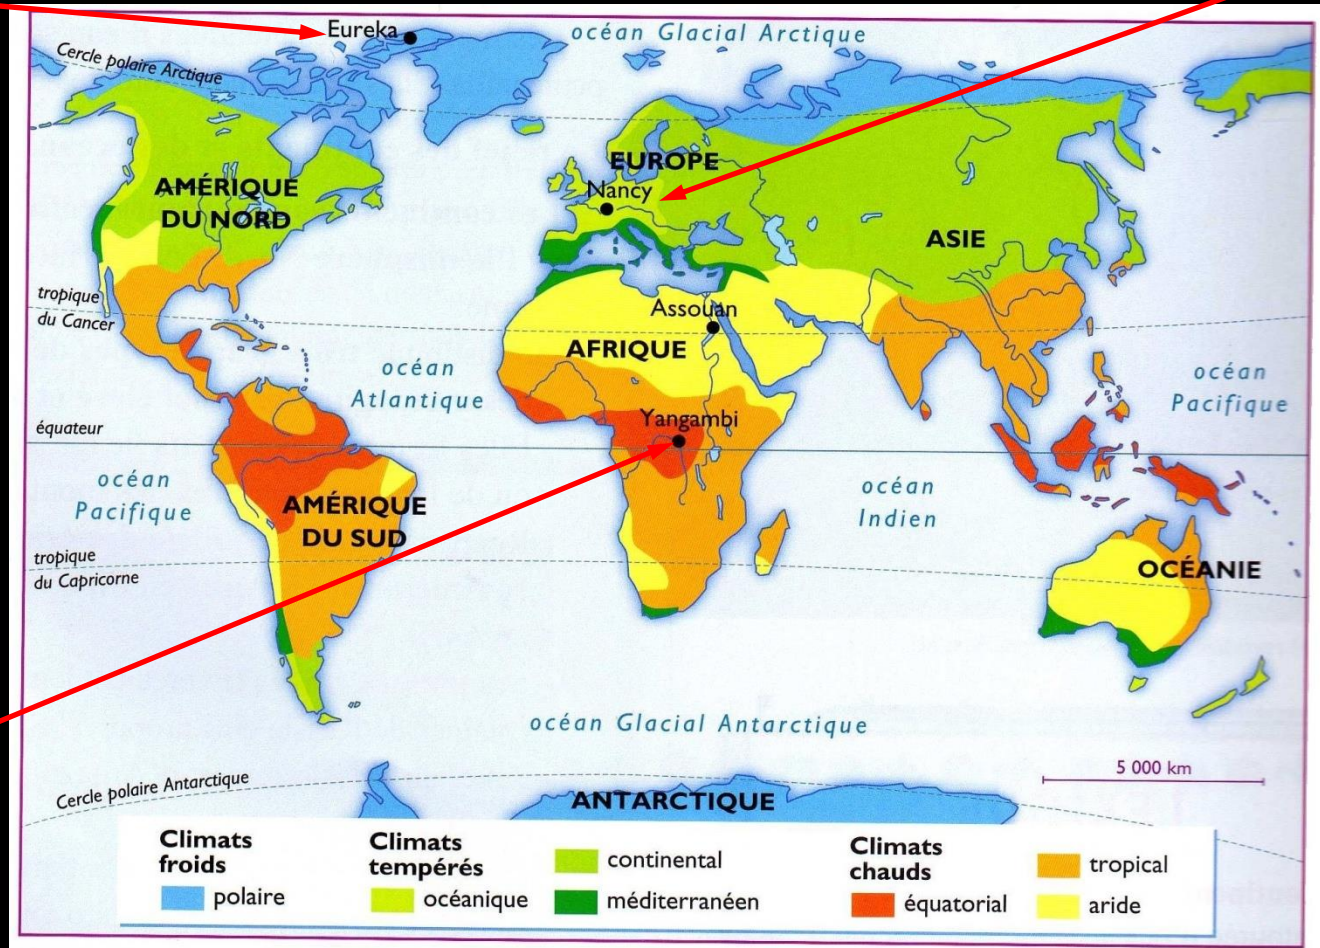 Eureka
océan Glacial Arctique
Cercle polaire Arctique
EUROPE
Nancy
AMÉRIQUE
DU NORD
ASIE
tropique
du Cancer
Assouan
AFRIQUE
océan
Atlantique
océan
Pacifique
Yangambi
équateur
océan
Pacifique
océan
Indien
AMÉRIQUE
DU SUD
tropique
du Capricorne
OCÉANIE
océan Glacial Antarctique
5 000 km
Cercle polaire Antarctique
ANTARCTIQUE
Climats
froids
polaire
Climats
tempérés
océanique
continental
méditerranéen
Climats
chauds
équatorial
tropical
aride